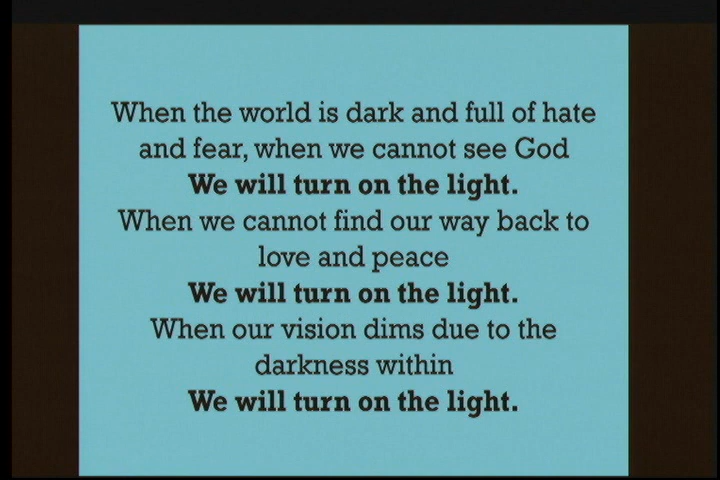 When the world is dark and full of hate
and fear, when we cannot see God
We will turn on the light.
When we cannot find our way back to
love and peace
We will turn on the light.
When our vision dims due to the
darkness within
We will turn on the light.